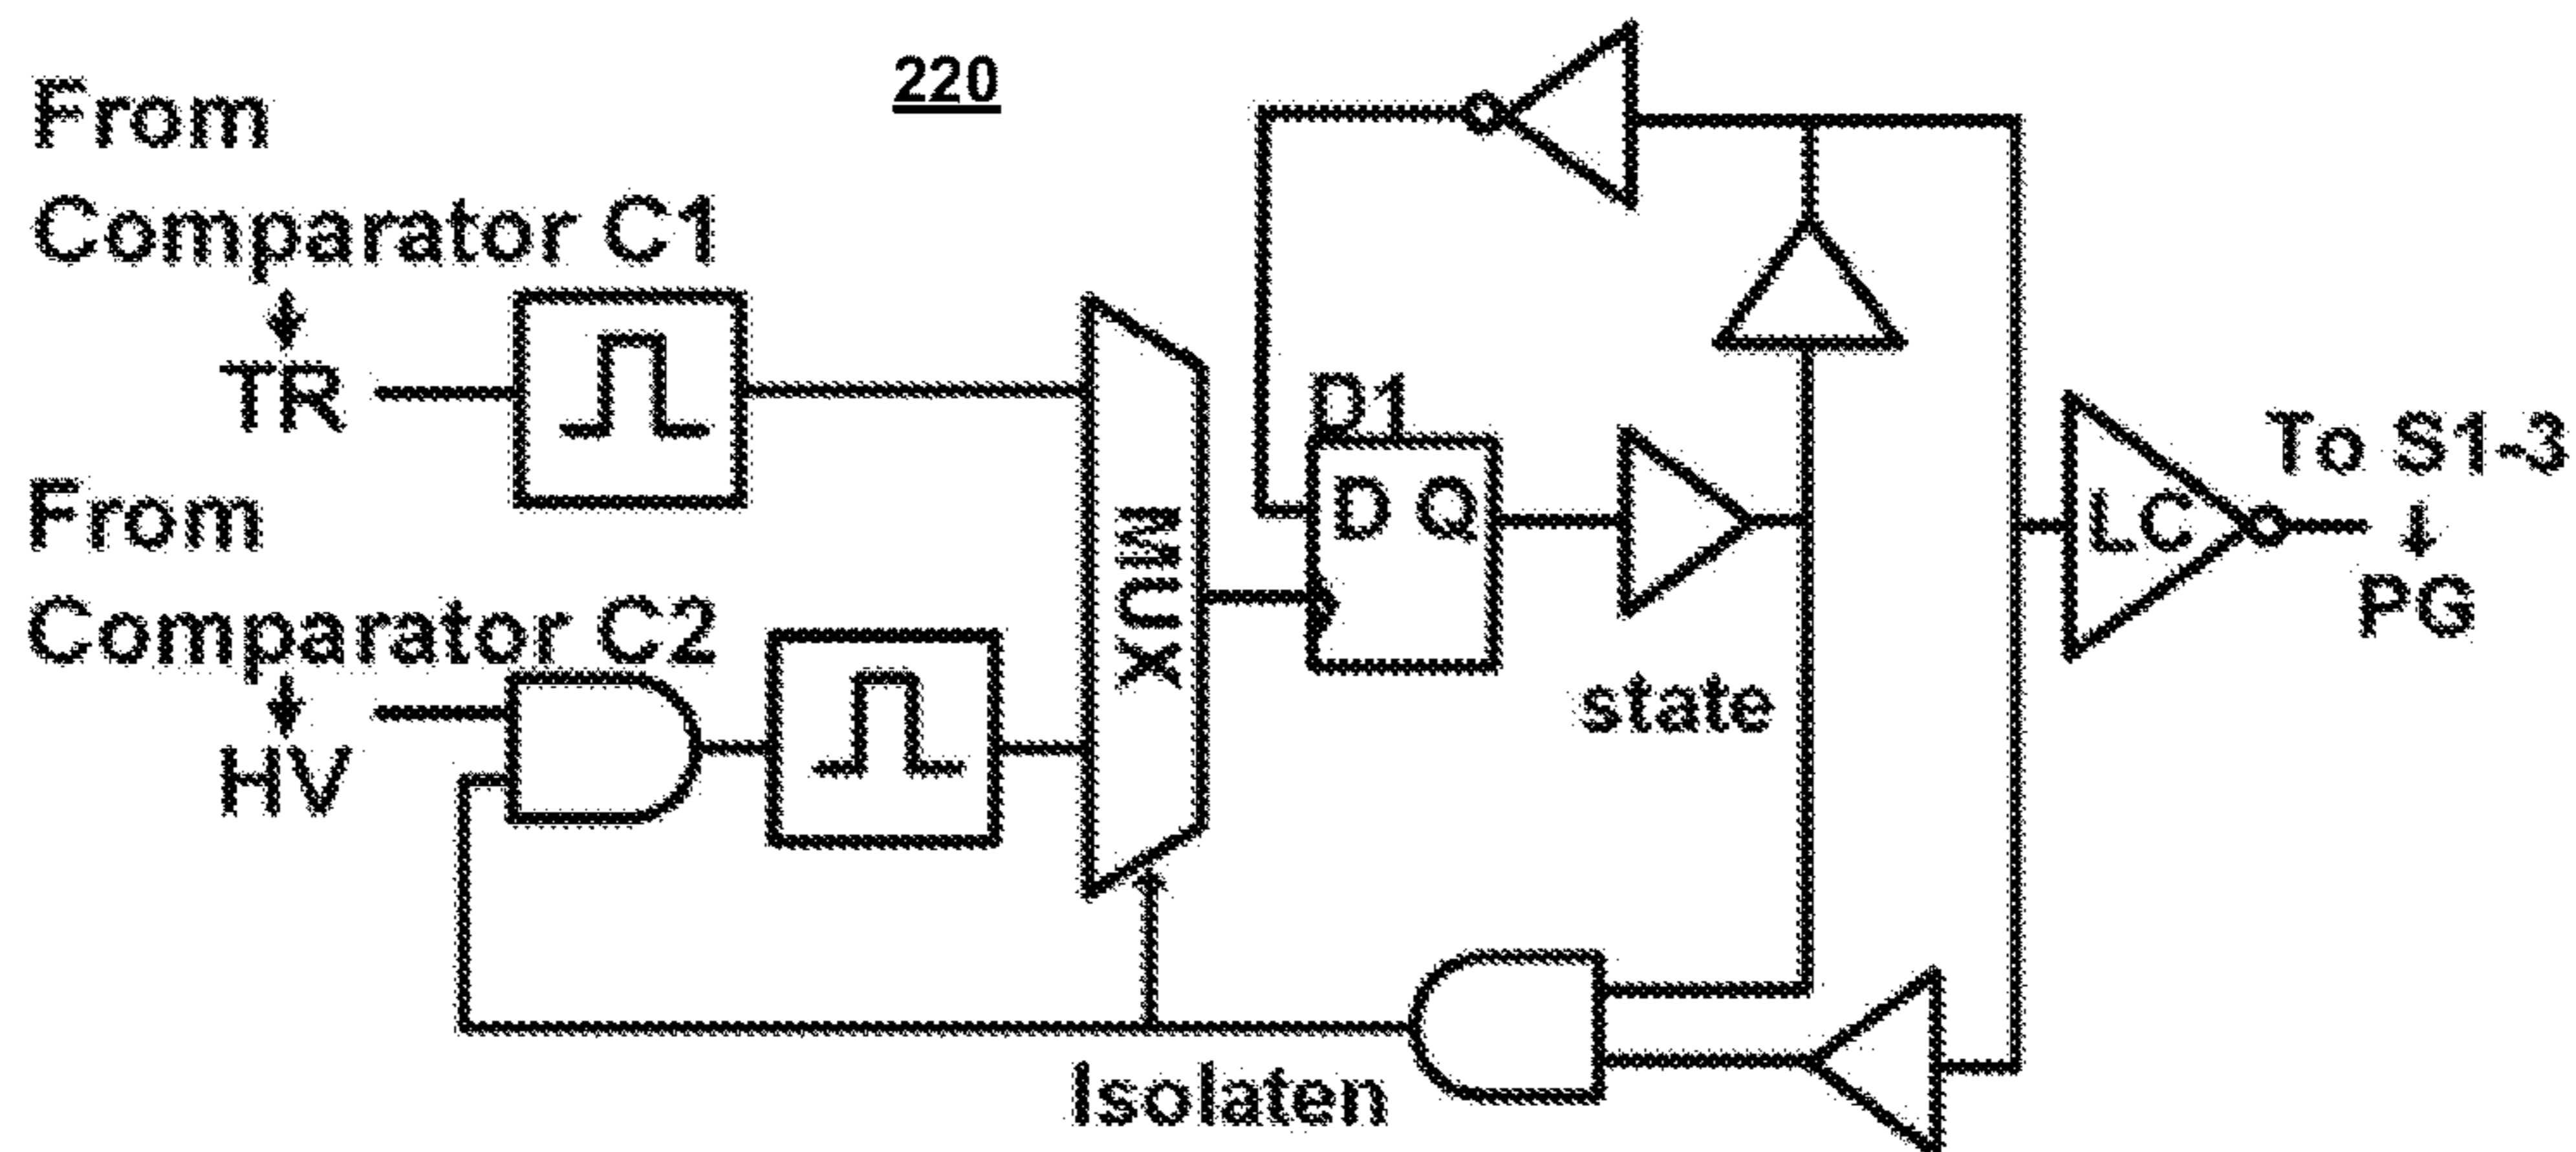 220
From
Comparator C1
TR
From
Comparator C2
HV
MUX
D1
D Q
state
LC
To S1-3
PG
Isolaten